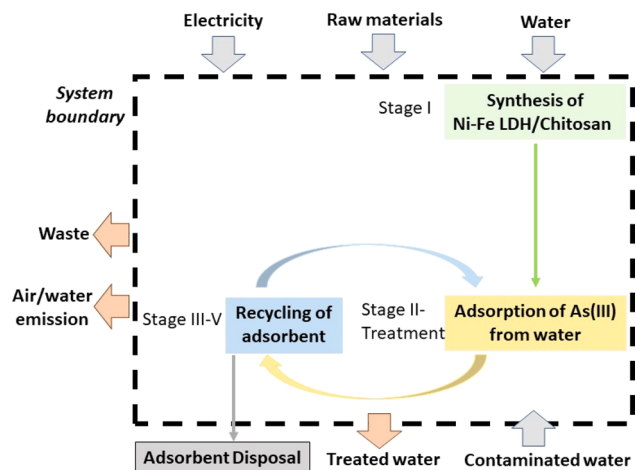 Electricity
Raw materials
Water
System
boundary
Stage I
Synthesis of
Ni-Fe LDH/Chitosan
Waste
Air/water
emission
Stage III-V
Recycling of
adsorbent
Stage II-
Treatment
Adsorption of As(III)
from water
Adsorbent Disposal
Treated water
Contaminated water